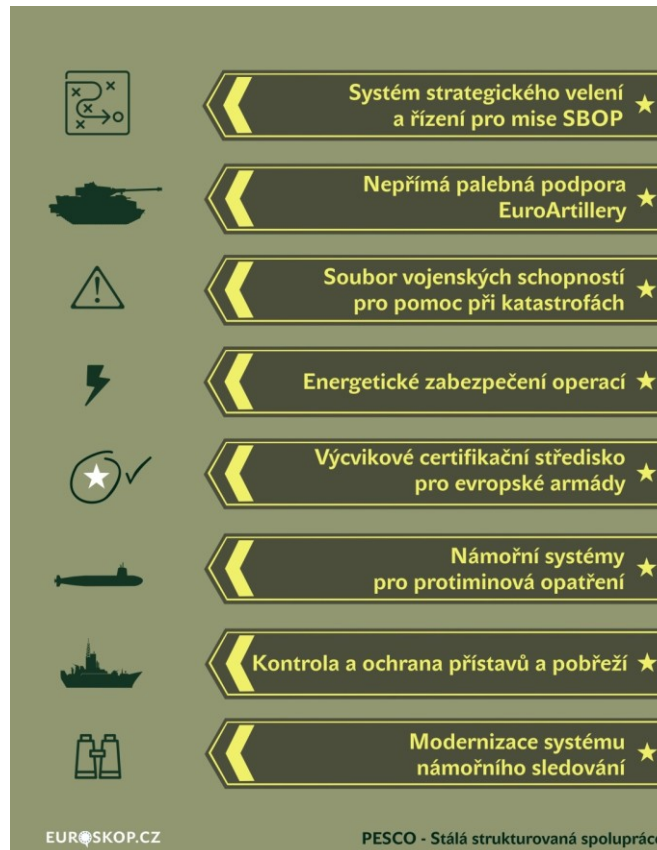 Systém strategického velení
a řízení pro mise SBOP
Nepřímá palebná podpora
EuroArtillery
Soubor vojenských schopností
pro pomoc při katastrofách
Energetické zabezpečení operací
Výcvikové certifikační středisko
pro evropské armády
Námořní systémy
pro protiminová opatření
Kontrola a ochrana přístavů a pobřeží
Modernizace systému
námořního sledování
EUROSKOP.CZ
PESCO - Stálá strukturovaná spolupráce